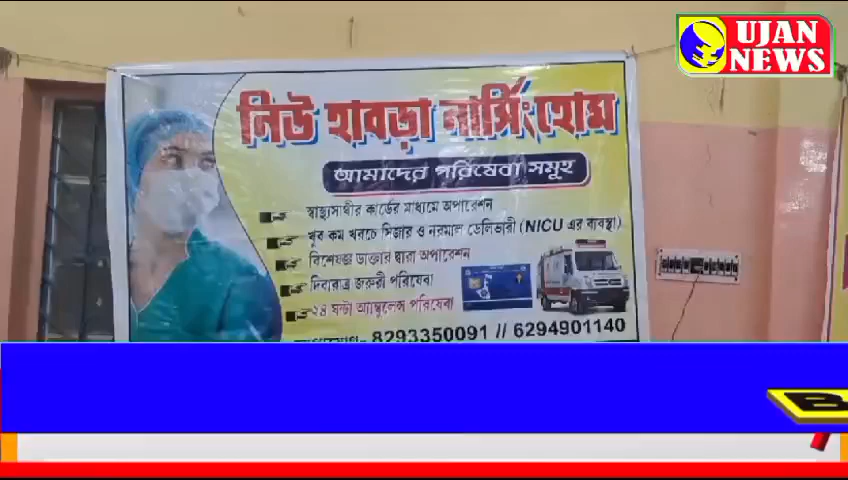 UJAN
NEWS
নিউ হাবড়া নার্সিংহোম
আমাদের পরিষেবা সমূহ
স্বাস্থ্যসাথীর কার্ডের মাধ্যমে অপারেশন
খুব কম খরচে সিজার ও নরমাল ডেলিভারী (NICU এর ব্যবস্থা)
বিশেষজ্ঞ ডাক্তার দ্বারা অপারেশন
দিবারাত্র জরুরী পরিষেবা
২৪ ঘন্টা অ্যাম্বুলেন্স পরিষেবা
8293350091 // 6294901140